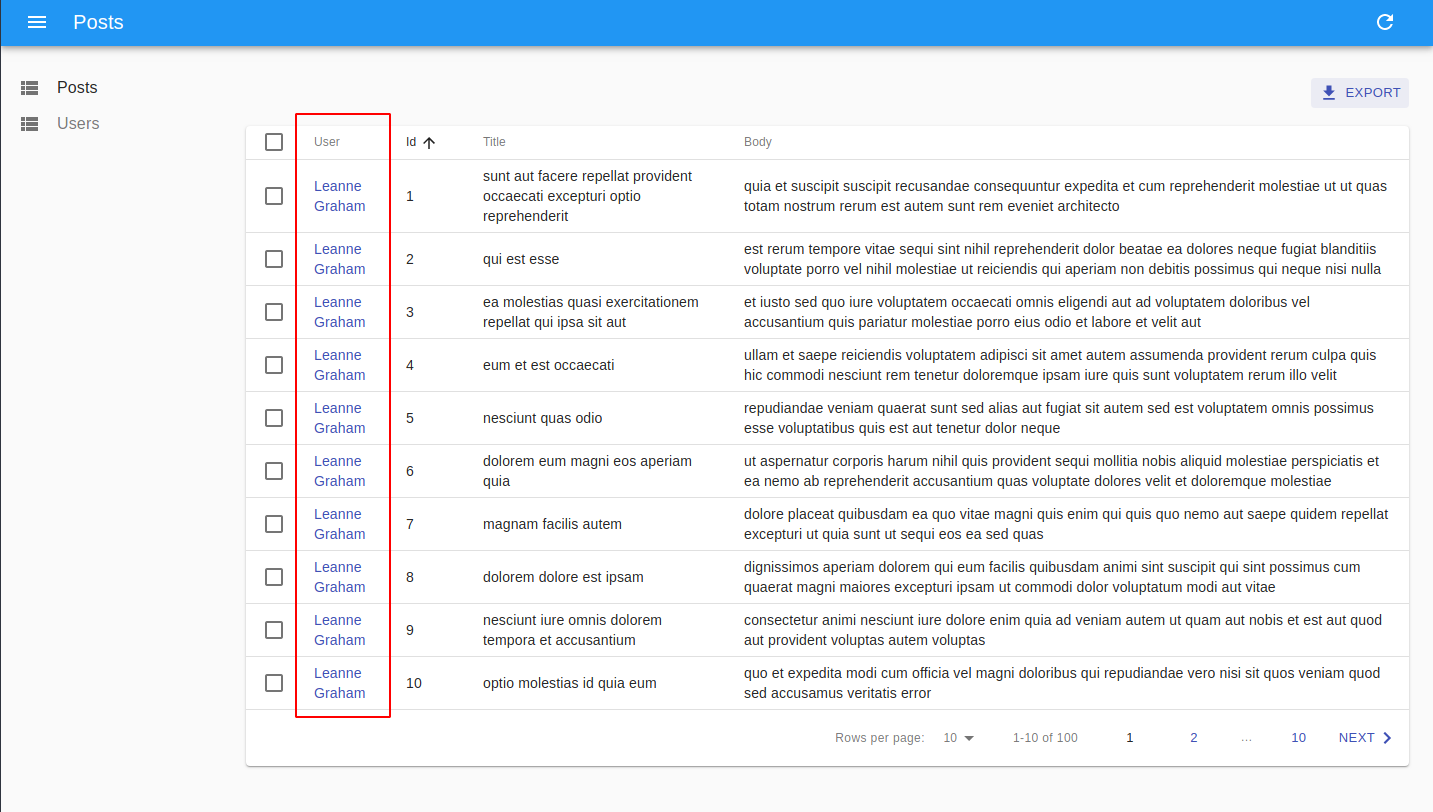 Posts
Posts
Users
EXPORT
User Id Title Body
Leanne Graham 1 sunt aut facere repellat provident occaecati excepturi optio reprehenderit quia et suscipit suscipit recusandae consequuntur expedita et cum reprehenderit molestiae ut ut quas totam nostrum rerum est autem sunt rem eveniet architecto
Leanne Graham 2 qui est esse est rerum tempore vitae sequi sint nihil reprehenderit dolor beatae ea dolores neque fugiat blanditiis voluptate porro vel nihil molestiae ut reiciendis qui aperiam non debitis possimus qui neque nisi nulla
Leanne Graham 3 ea molestias quasi exercitationem repellat qui ipsa sit aut et iusto sed quo iure voluptatem occaecati omnis eligendi aut ad voluptatem doloribus vel accusantium quis pariatur molestiae porro eius odio et labore et velit aut
Leanne Graham 4 eum et est occaecati ullam et saepe reiciendis voluptatem adipisci sit amet autem assumenda provident rerum culpa quis hic commodi nesciunt rem tenetur doloremque ipsam iure quis sunt voluptatem rerum illo velit
Leanne Graham 5 nesciunt quas odio repudiandae veniam quaerat sunt sed alias aut fugiat sit autem sed est voluptatem omnis possimus esse voluptatibus quis est aut tenetur dolor neque
Leanne Graham 6 dolorem eum magni eos aperiam quia ut aspernatur corporis harum nihil quis provident sequi mollitia nobis aliquid molestiae perspiciatis et ea nemo ab reprehenderit accusantium quas voluptate dolores velit et doloremque molestiae
Leanne Graham 7 magnam facilis autem dolore placeat quibusdam ea quo vitae magni quis enim qui quis quo nemo aut saepe quidem repellat excepturi ut quia sunt ut sequi eos ea sed quas
Leanne Graham 8 dolorem dolore est ipsam dignissimos aperiam dolorem qui eum facilis quibusdam animi sint suscipit qui sint possimus cum quaerat magni maiores excepturi ipsam ut commodi dolor voluptatum modi aut vitae
Leanne Graham 9 nesciunt iure omnis dolorem tempora et accusantium consectetur animi nesciunt iure dolore enim quia ad veniam autem ut quam aut nobis et est aut quod aut provident voluptas autem voluptas
Leanne Graham 10 optio molestias id quia eum quo et expedita modi cum officia vel magni doloribus qui repudiandae vero nisi sit quos veniam quod sed accusamus veritatis error
Rows per page: 10 1-10 of 100 1 2 ... 10 NEXT